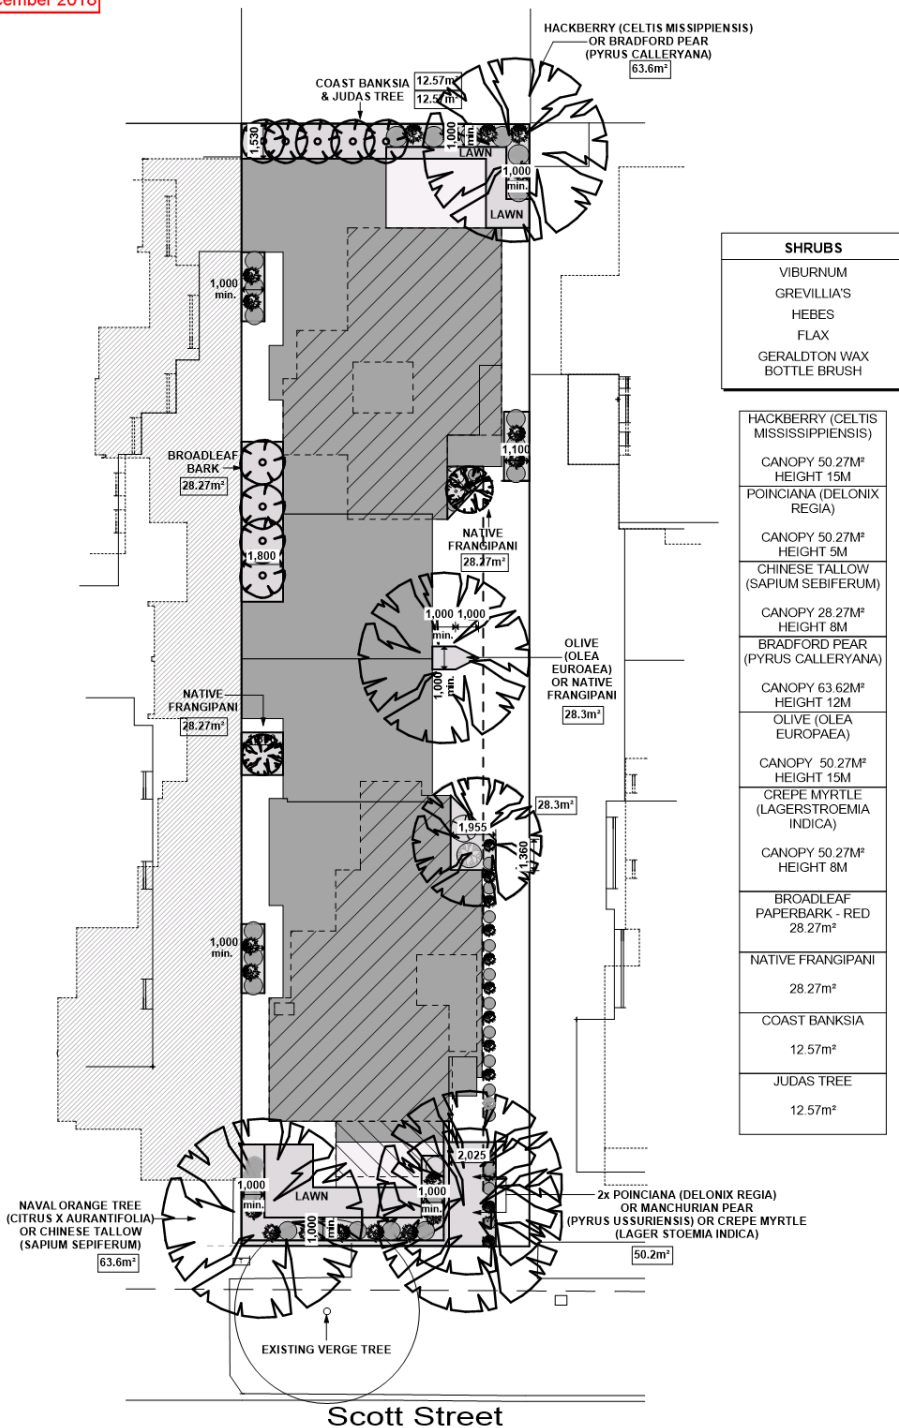 2018
HACKBERRY (CELTIS MISSIPPIENSIS)
OR BRADFORD PEAR
(PYRUS CALLERYANA)
63.6m²
COAST BANKSIA
& JUDAS TREE
12.57m²
12.57m²
1,530
1,000
min.
LAWN
1,000
min.
LAWN
1,000
min.
SHRUBS
VIBURNUM
GREVILLIA'S
HEBES
FLAX
GERALDTON WAX
BOTTLE BRUSH
HACKBERRY (CELTIS
MISSISSIPPIENSIS)
CANOPY 50.27M²
HEIGHT 15M
POINCIANA (DELONIX
REGIA)
CANOPY 50.27M²
HEIGHT 5M
CHINESE TALLOW
(SAPIUM SEBIFERUM)
CANOPY 28.27M²
HEIGHT 8M
BRADFORD PEAR
(PYRUS CALLERYANA)
CANOPY 63.62M²
HEIGHT 12M
OLIVE (OLEA
EUROPAEA)
CANOPY 50.27M²
HEIGHT 15M
CREPE MYRTLE
(LAGERSTROEMIA
INDICA)
CANOPY 50.27M²
HEIGHT 8M
BROADLEAF
PAPERBARK - RED
28.27m²
NATIVE FRANGIPANI
28.27m²
COAST BANKSIA
12.57m²
JUDAS TREE
12.57m²
BROADLEAF
BARK
28.27m²
1,100
1,800
NATIVE
FRANGIPANI
28.27m²
1,000 1,000
min.
1,000
min.
OLIVE
(OLEA
EUROAEA)
OR NATIVE
FRANGIPANI
28.3m²
NATIVE
FRANGIPANI
28.27m²
28.3m²
1,955
1,360
1,000
min.
2,025
1,000
min.
LAWN
1,000
min.
1,000
min.
NAVAL ORANGE TREE
(CITRUS X AURANTIFOLIA)
OR CHINESE TALLOW
(SAPIUM SEPIFERUM)
63.6m²
2x POINCIANA (DELONIX REGIA)
OR MANCHURIAN PEAR
(PYRUS USSURIENSIS) OR CREPE MYRTLE
(LAGER STOEMIA INDICA)
50.2m²
EXISTING VERGE TREE
Scott Street